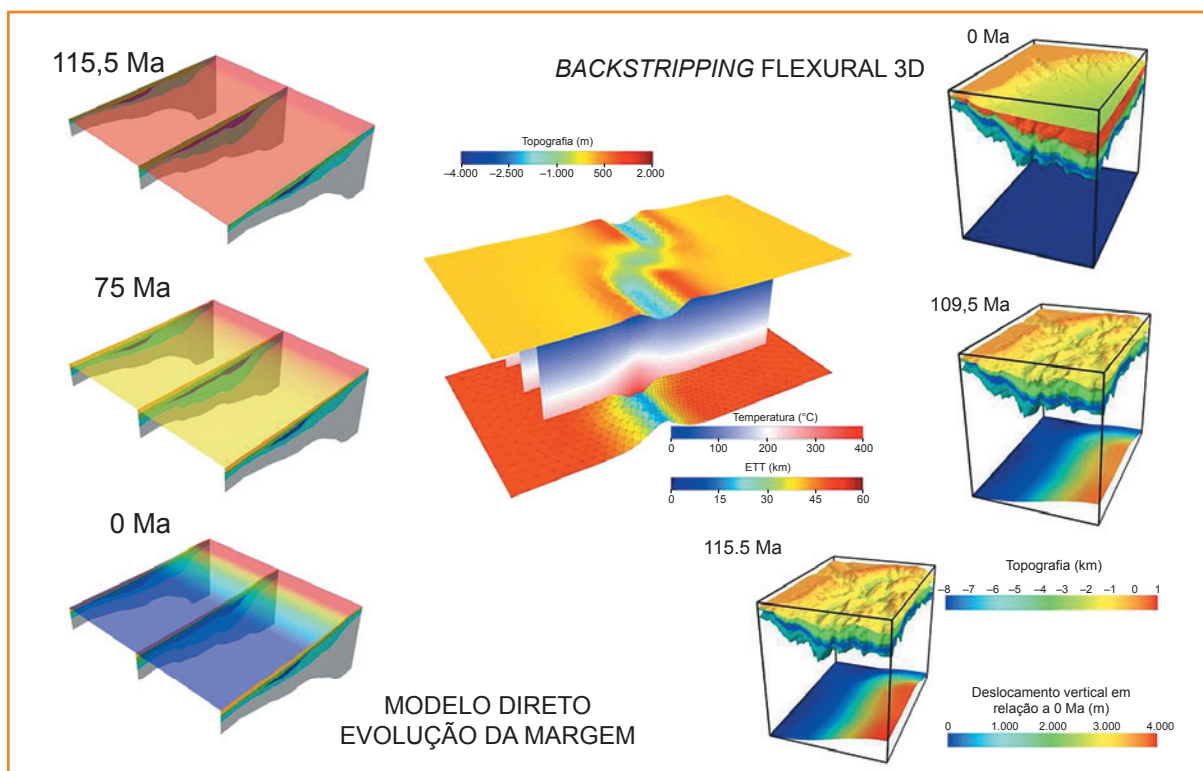 115,5 Ma
BACKSTRIPPING FLEXURAL 3D
0 Ma
Topografia (m)
–4.000 –2.500 –1.000 500 2.000
75 Ma
109,5 Ma
Temperatura (°C)
0 100 200 300 400
ETT (km)
0 15 30 45 60
0 Ma
115.5 Ma
Topografia (km)
–8 –7 –6 –5 –4 –3 –2 –1 0 1
MODELO DIRETO
EVOLUÇÃO DA MARGEM
Deslocamento vertical em
relação a 0 Ma (m)
0 1.000 2.000 3.000 4.000